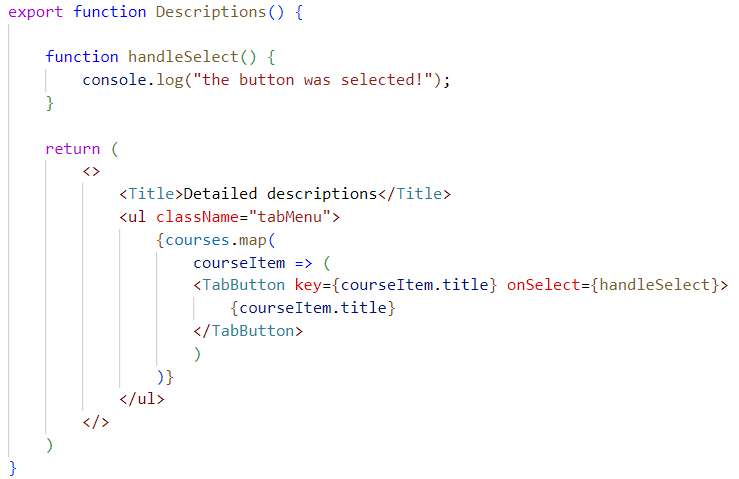 export function Descriptions() {
function handleSelect() {
console.log("the button was selected!");
}
return (
<>
<Title>Detailed descriptions</Title>
<ul className="tabMenu">
{courses.map(
courseItem => (
<TabButton key={courseItem.title} onSelect={handleSelect}>
{courseItem.title}
</TabButton>
)
)}
</ul>
</>
)
}